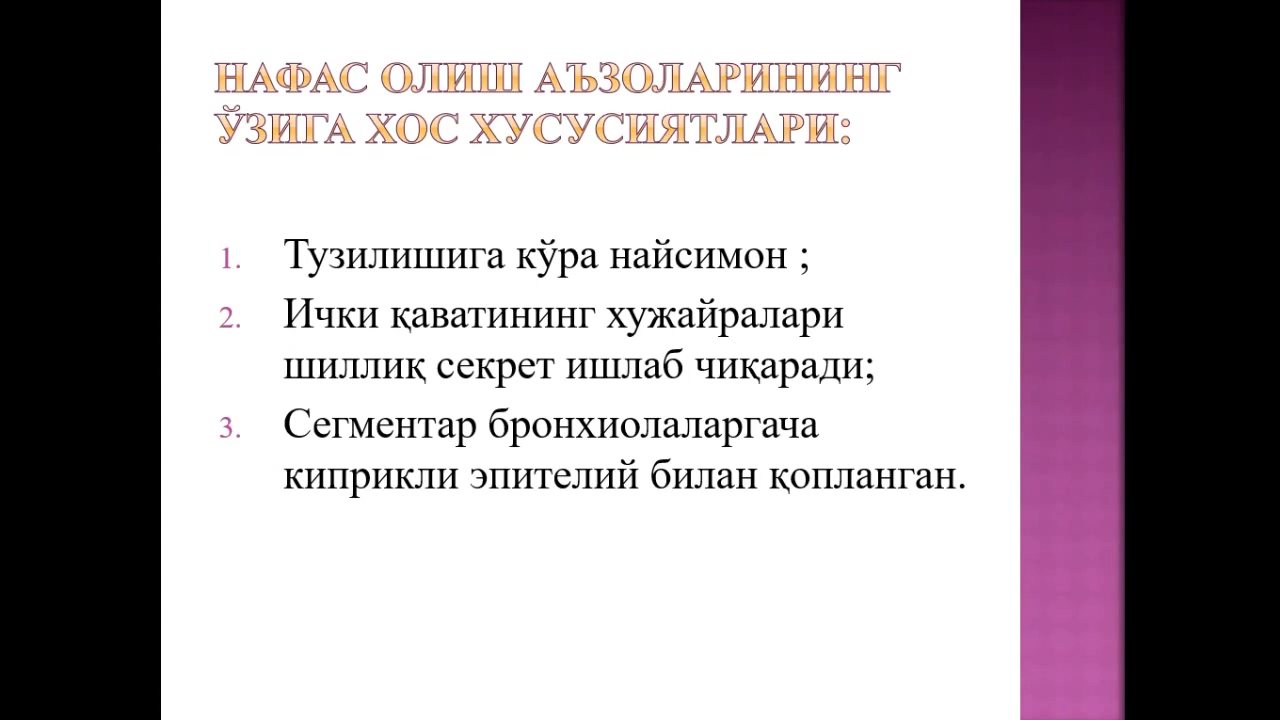 НАФАС ОЛИШ АЪЗОЛАРИНИНГ
ЎЗИГА ХОС ХУСУСИЯТЛАРИ:
1. Тузилишига кўра найсимон ;
2. Ички қаватининг хужайралари
шиллиқ секрет ишлаб чиқаради;
3. Сегментар бронхиолаларгача
киприкли эпителий билан қопланган.